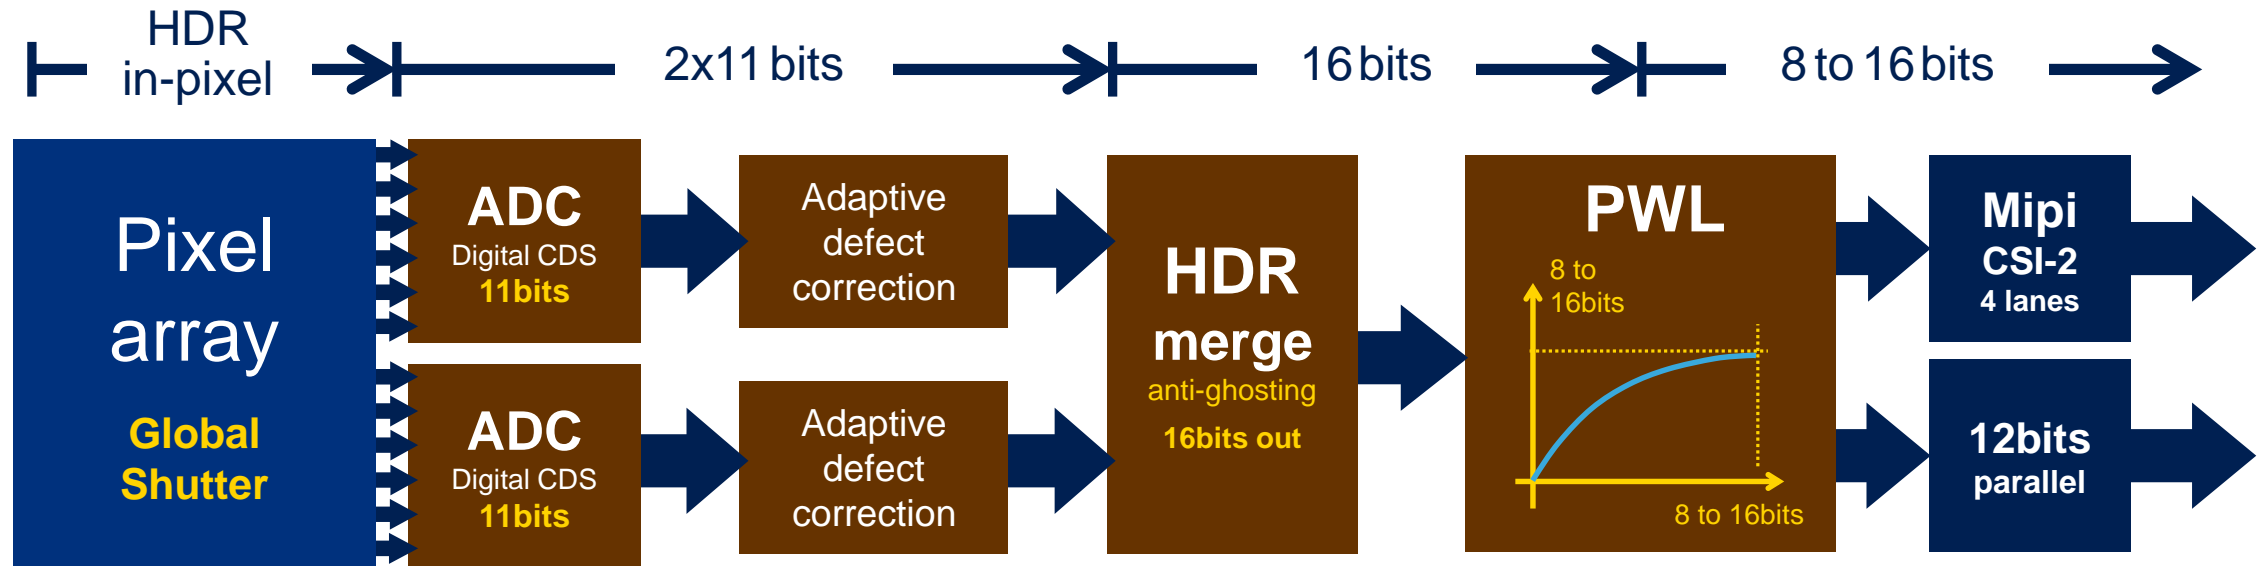 HDR
in-pixel
2x11 bits
16 bits
8 to 16 bits
Pixel
array
Global
Shutter
ADC
Digital CDS
11bits
Adaptive
defect
correction
ADC
Digital CDS
11bits
Adaptive
defect
correction
HDR
merge
anti-ghosting
16bits out
PWL
8 to
16bits
8 to 16bits
Mipi
CSI-2
4 lanes
12bits
parallel